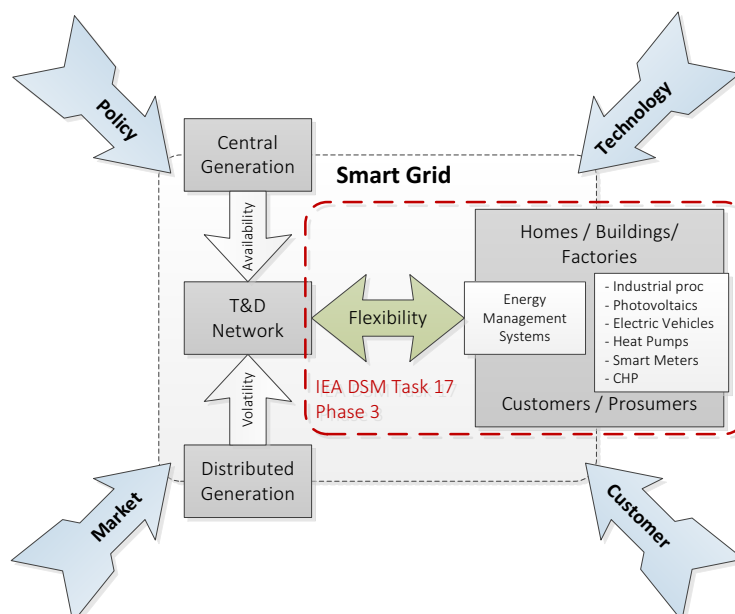 Policy
Technology
Central
Generation
Smart Grid
Availability
Homes / Buildings/
Factories
T&D
Network
Flexibility
Energy
Management
Systems
- Industrial proc
- Photovoltaics
- Electric Vehicles
- Heat Pumps
- Smart Meters
- CHP
IEA DSM Task 17
Phase 3
Volatility
Customers / Prosumers
Distributed
Generation
Market
Customer